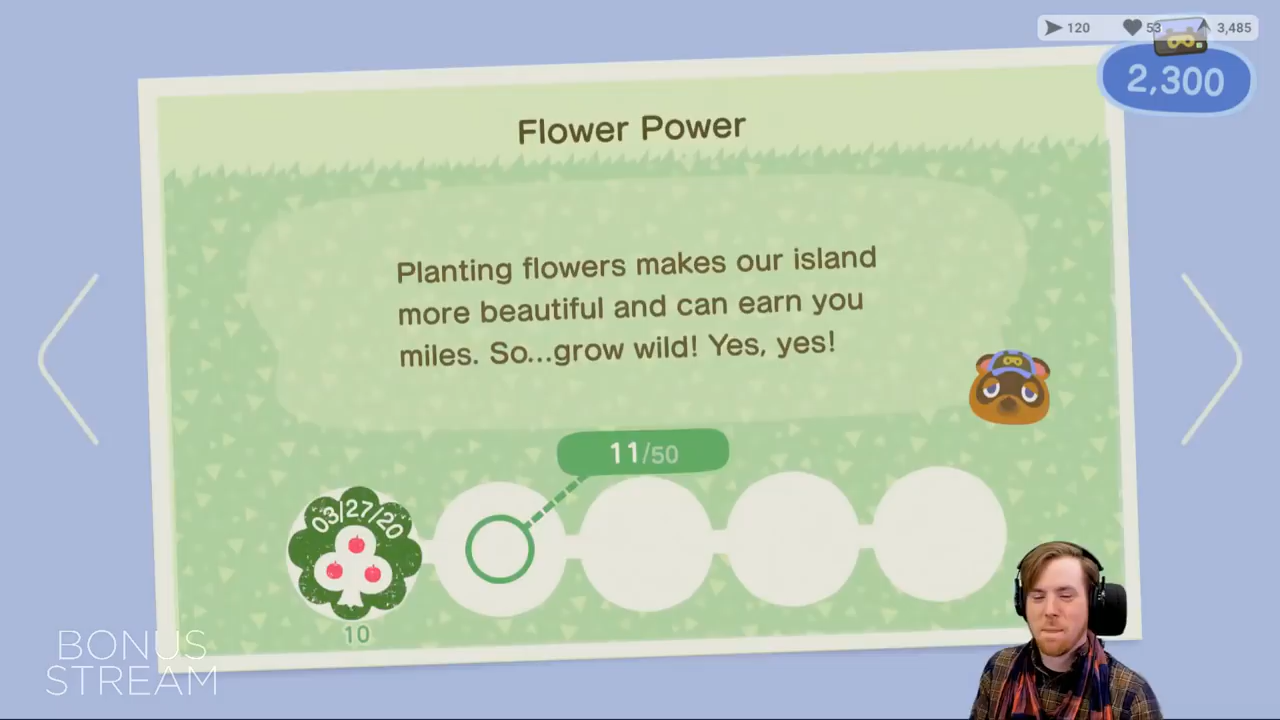 120 53 3,485
2,300
Flower Power
Planting flowers makes our island
more beautiful and can earn you
miles. So...grow wild! Yes, yes!
11/50
03/27/20
10
BONUS
STREAM